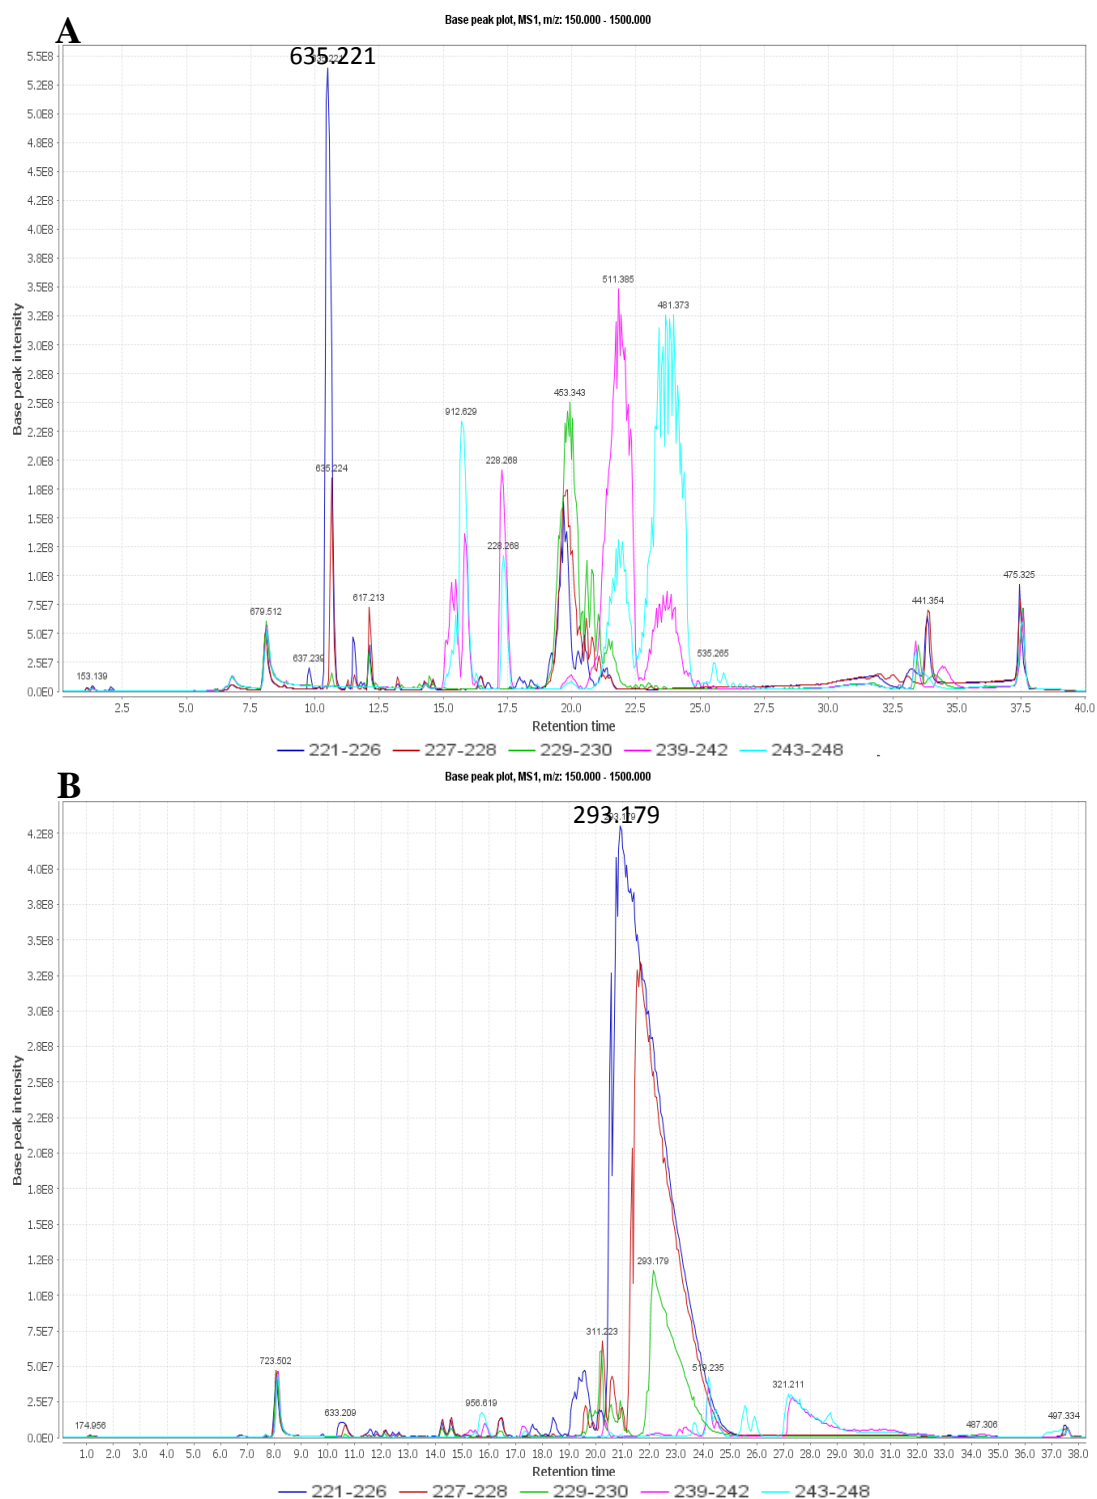 A
Base peak plot, MS1, m/z: 150.000 - 1500.000
635.221
5.5E8
5.2E8
5.0E8
4.8E8
4.5E8
4.2E8
4.0E8
3.8E8
3.5E8
3.2E8
3.0E8
2.8E8
2.5E8
2.2E8
2.0E8
1.8E8
1.5E8
1.2E8
1.0E8
7.5E7
5.0E7
2.5E7
0.0E0
Base peak intensity
511.385
481.373
453.343
912.629
228.268
635.224
228.268
679.512
617.213
441.354
475.325
637.239
535.265
153.139
2.5 5.0 7.5 10.0 12.5 15.0 17.5 20.0 22.5 25.0 27.5 30.0 32.5 35.0 37.5 40.0
Retention time
221-226 227-228 229-230 239-242 243-248
B
Base peak plot, MS1, m/z: 150.000 - 1500.000
293.179
4.2E8
4.0E8
3.8E8
3.5E8
3.2E8
3.0E8
2.8E8
2.5E8
2.2E8
2.0E8
1.8E8
1.5E8
1.2E8
1.0E8
7.5E7
5.0E7
2.5E7
0.0E0
Base peak intensity
293.179
311.223
723.502
519.235
321.211
956.619
633.209
174.956
487.306
497.334
1.0 2.0 3.0 4.0 5.0 6.0 7.0 8.0 9.0 10.0 11.0 12.0 13.0 14.0 15.0 16.0 17.0 18.0 19.0 20.0 21.0 22.0 23.0 24.0 25.0 26.0 27.0 28.0 29.0 30.0 31.0 32.0 33.0 34.0 35.0 36.0 37.0 38.0
Retention time
221-226 227-228 229-230 239-242 243-248